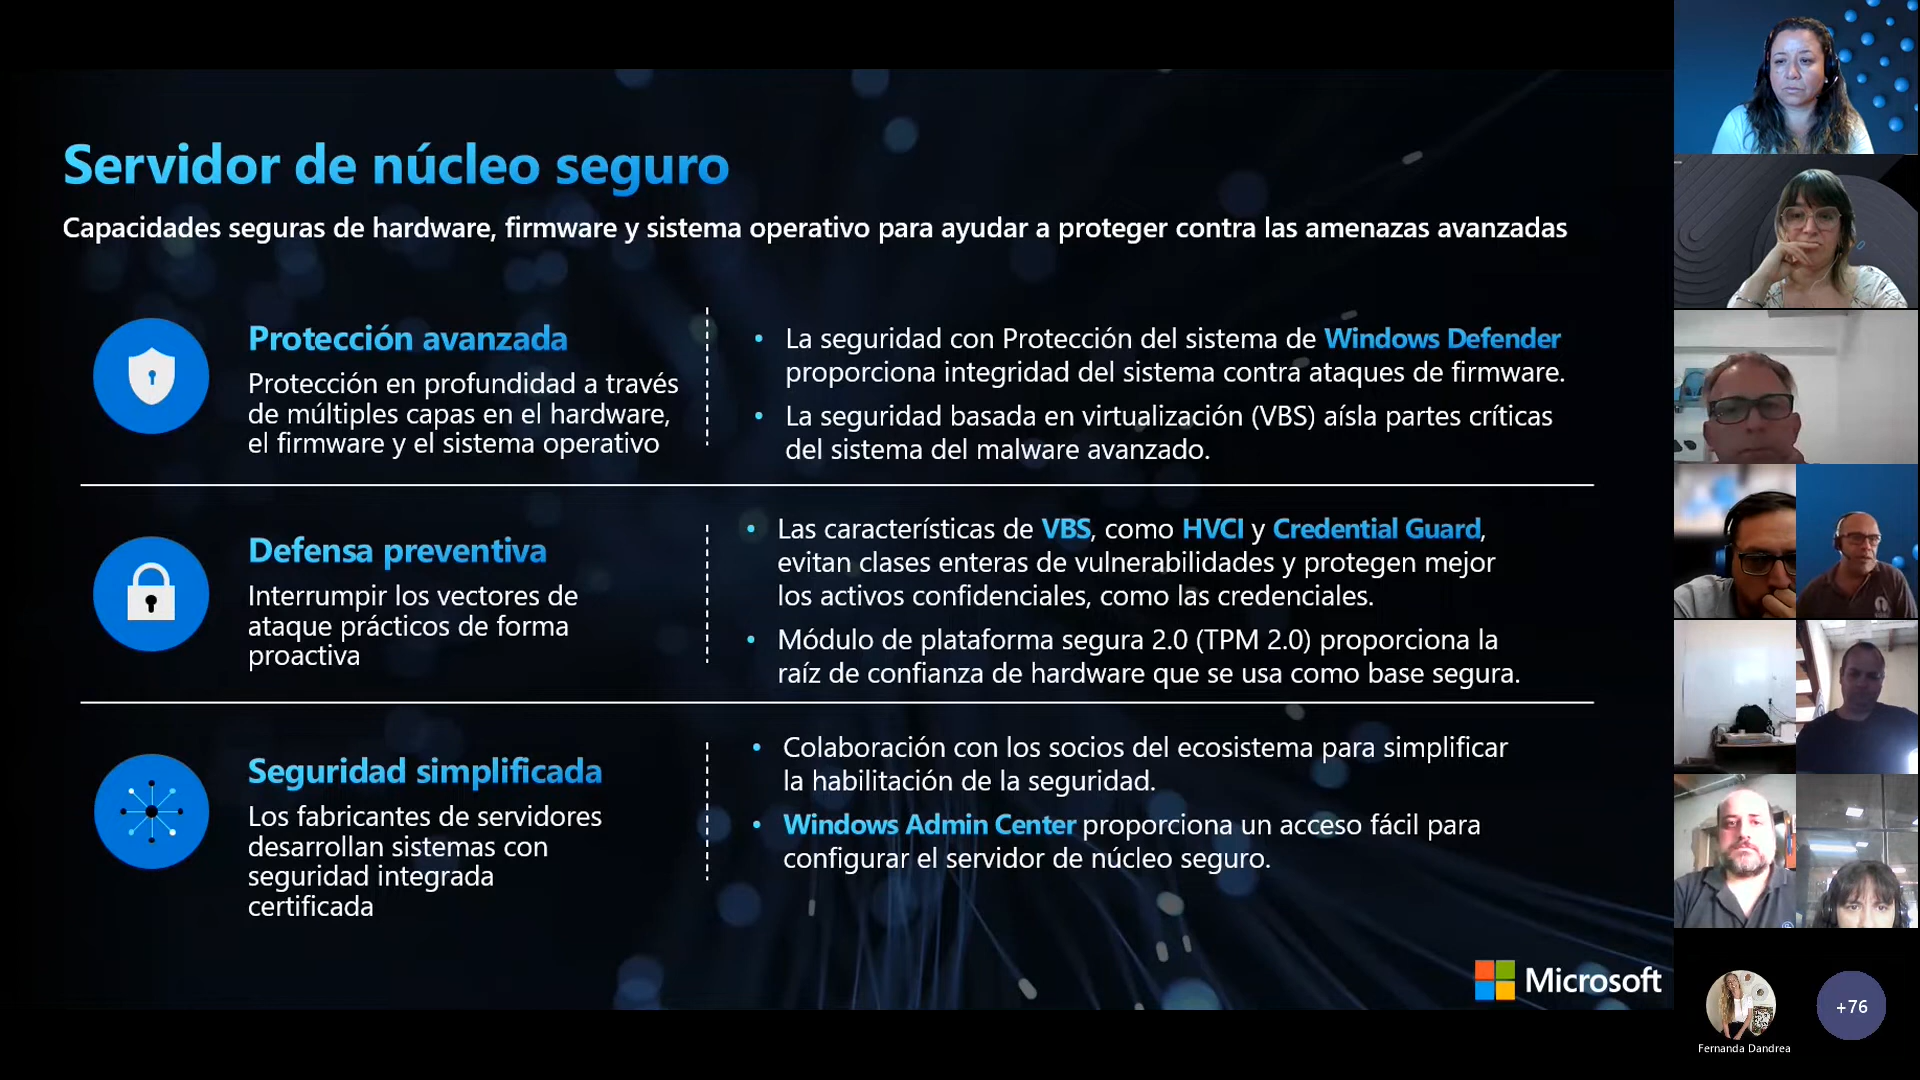 Servidor de núcleo seguro
Capacidades seguras de hardware, firmware y sistema operativo para ayudar a proteger contra las amenazas avanzadas
Protección avanzada
Protección en profundidad a través
de múltiples capas en el hardware,
el firmware y el sistema operativo
• La seguridad con Protección del sistema de Windows Defender
proporciona integridad del sistema contra ataques de firmware.
• La seguridad basada en virtualización (VBS) aísla partes críticas
del sistema del malware avanzado.
Defensa preventiva
Interrumpir los vectores de
ataque prácticos de forma
proactiva
• Las características de VBS, como HVCI y Credential Guard,
evitan clases enteras de vulnerabilidades y protegen mejor
los activos confidenciales, como las credenciales.
• Módulo de plataforma segura 2.0 (TPM 2.0) proporciona la
raíz de confianza de hardware que se usa como base segura.
Seguridad simplificada
Los fabricantes de servidores
desarrollan sistemas con
seguridad integrada
certificada
• Colaboración con los socios del ecosistema para simplificar
la habilitación de la seguridad.
• Windows Admin Center proporciona un acceso fácil para
configurar el servidor de núcleo seguro.
Microsoft
+76
Fernanda Dandrea